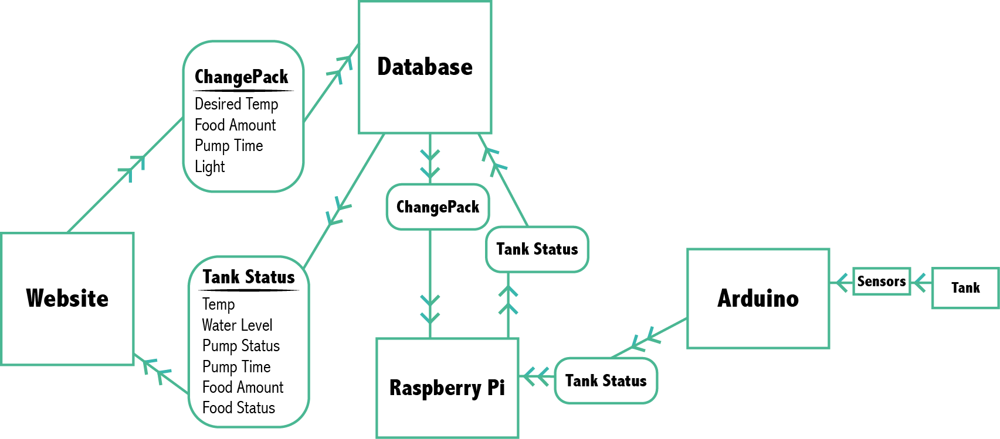 Database
ChangePack
Desired Temp
Food Amount
Pump Time
Light
ChangePack
Tank Status
Website
Tank Status
Temp
Water Level
Pump Status
Pump Time
Food Amount
Food Status
Arduino
Sensors
Tank
Raspberry Pi
Tank Status